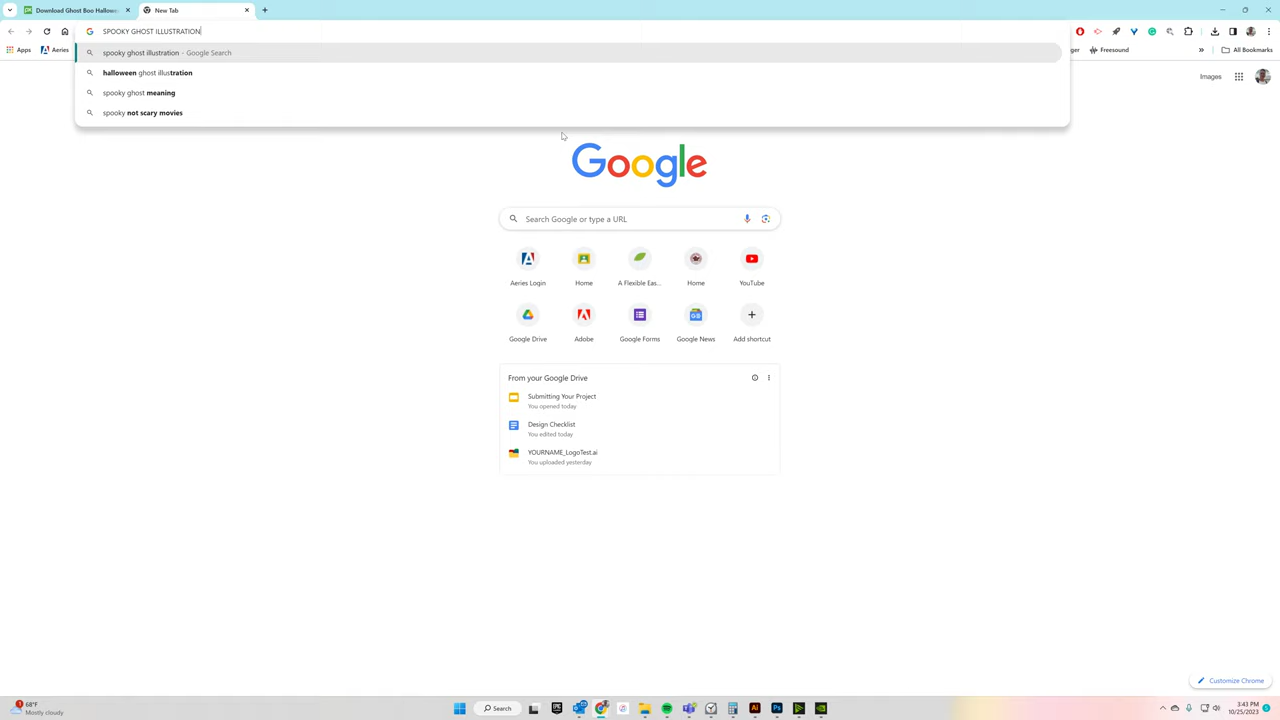 Download Ghost Boo Hallow
New Tab
SPOOKY GHOST ILLUSTRATION
Apps
Aeries
spooky ghost illustration - Google Search
halloween ghost illustration
spooky ghost meaning
spooky not scary movies
Freesound
»
All Bookmarks
Images
Google
Search Google or type a URL
Aeries Login
Home
A Flexible Eas...
Home
YouTube
Google Drive
Adobe
Google Forms
Google News
Add shortcut
From your Google Drive
Submitting Your Project
You opened today
Design Checklist
You edited today
YOURNAME_LogoTest.ai
You uploaded yesterday
Customize Chrome
68°F
Mostly cloudy
Search
3:43 PM
10/25/2023